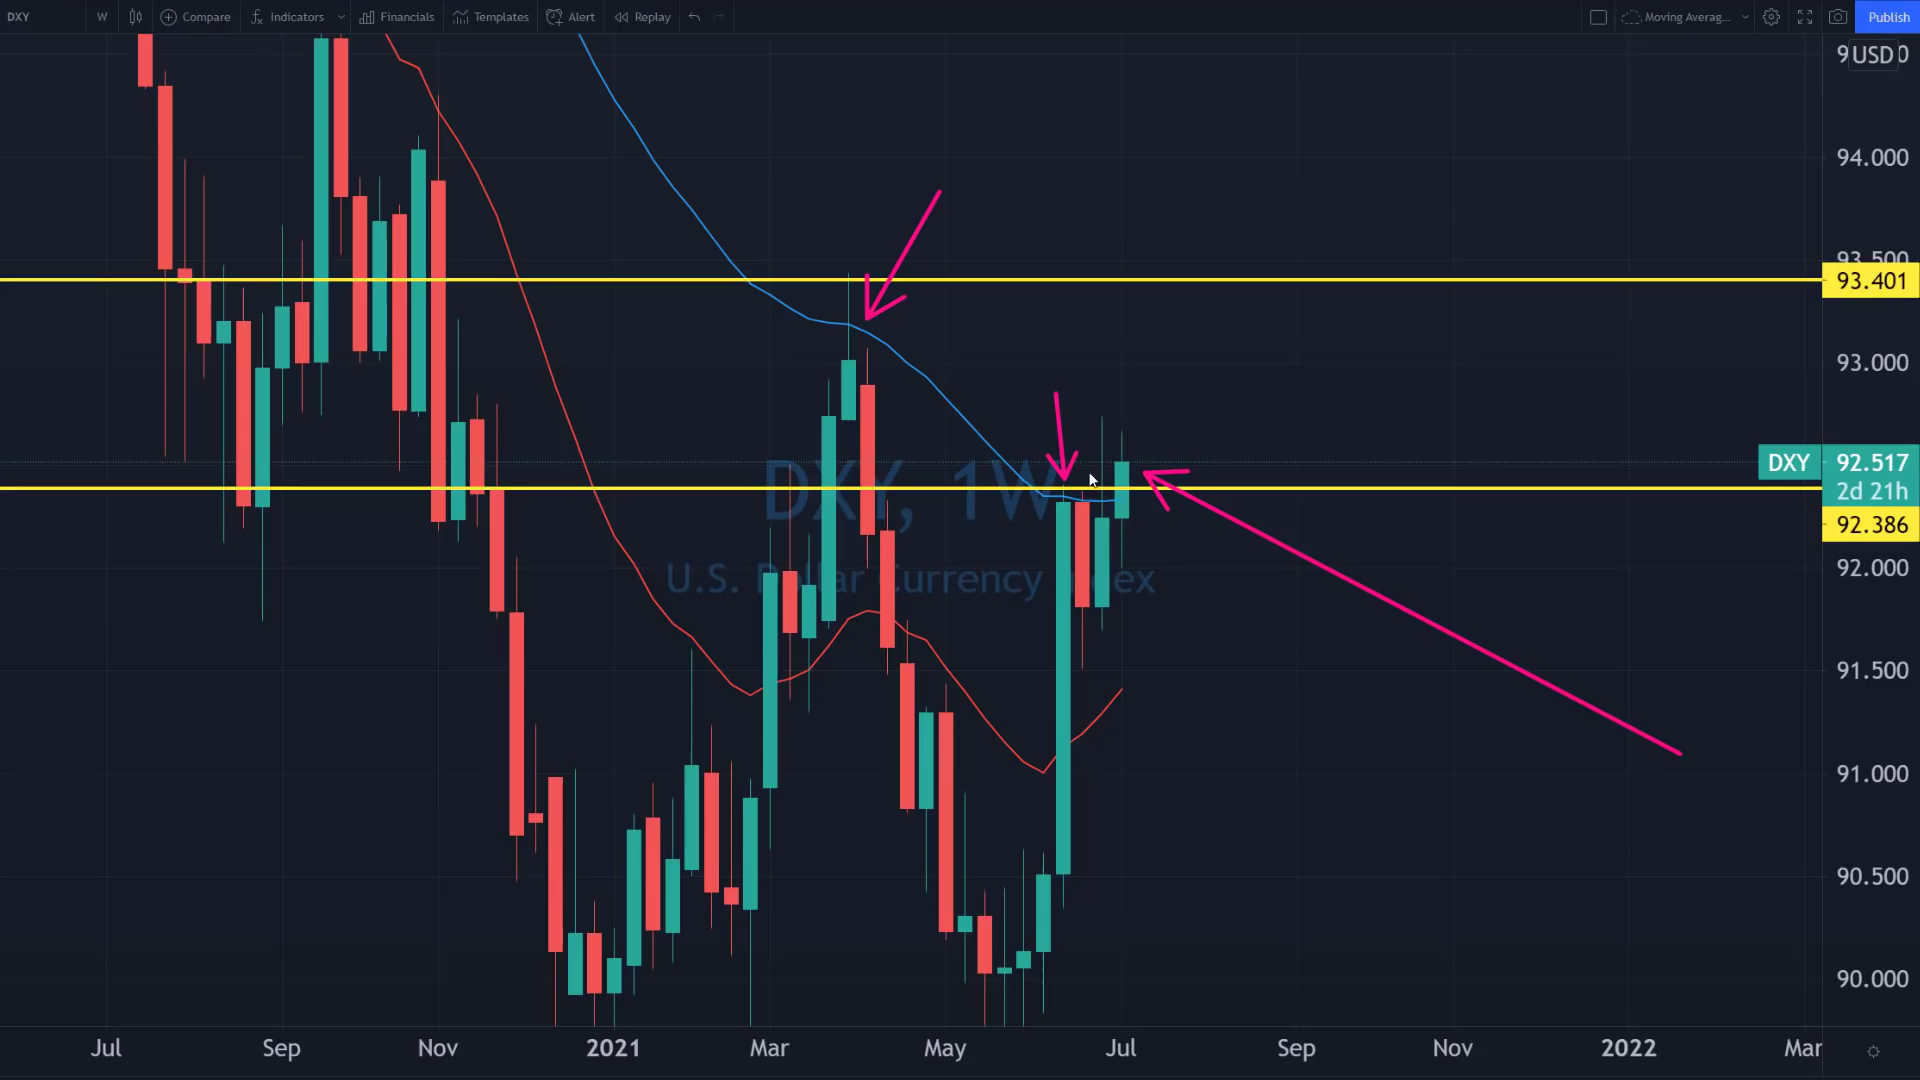 DXY W Compare Indicators Financials Templates Alert Replay Moving Averag... Publish
USD
94.000
93.500
93.401
93.000
DXY 92.517
2d 21h
92.386
92.000
91.500
91.000
90.500
90.000
DXY, 1W
U.S. Dollar Currency Index
Jul Sep Nov 2021 Mar May Jul Sep Nov 2022 Mar